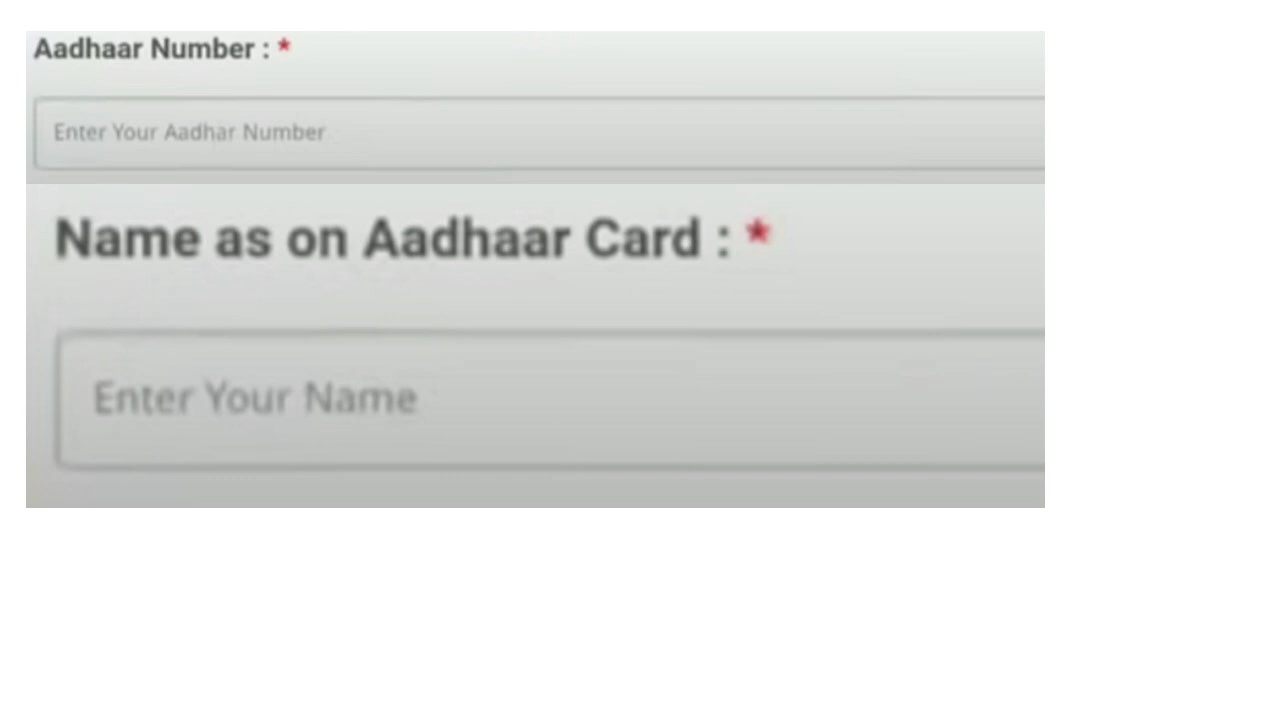 Aadhaar Number : *
Enter Your Aadhar Number
Name as on Aadhaar Card : *
Enter Your Name